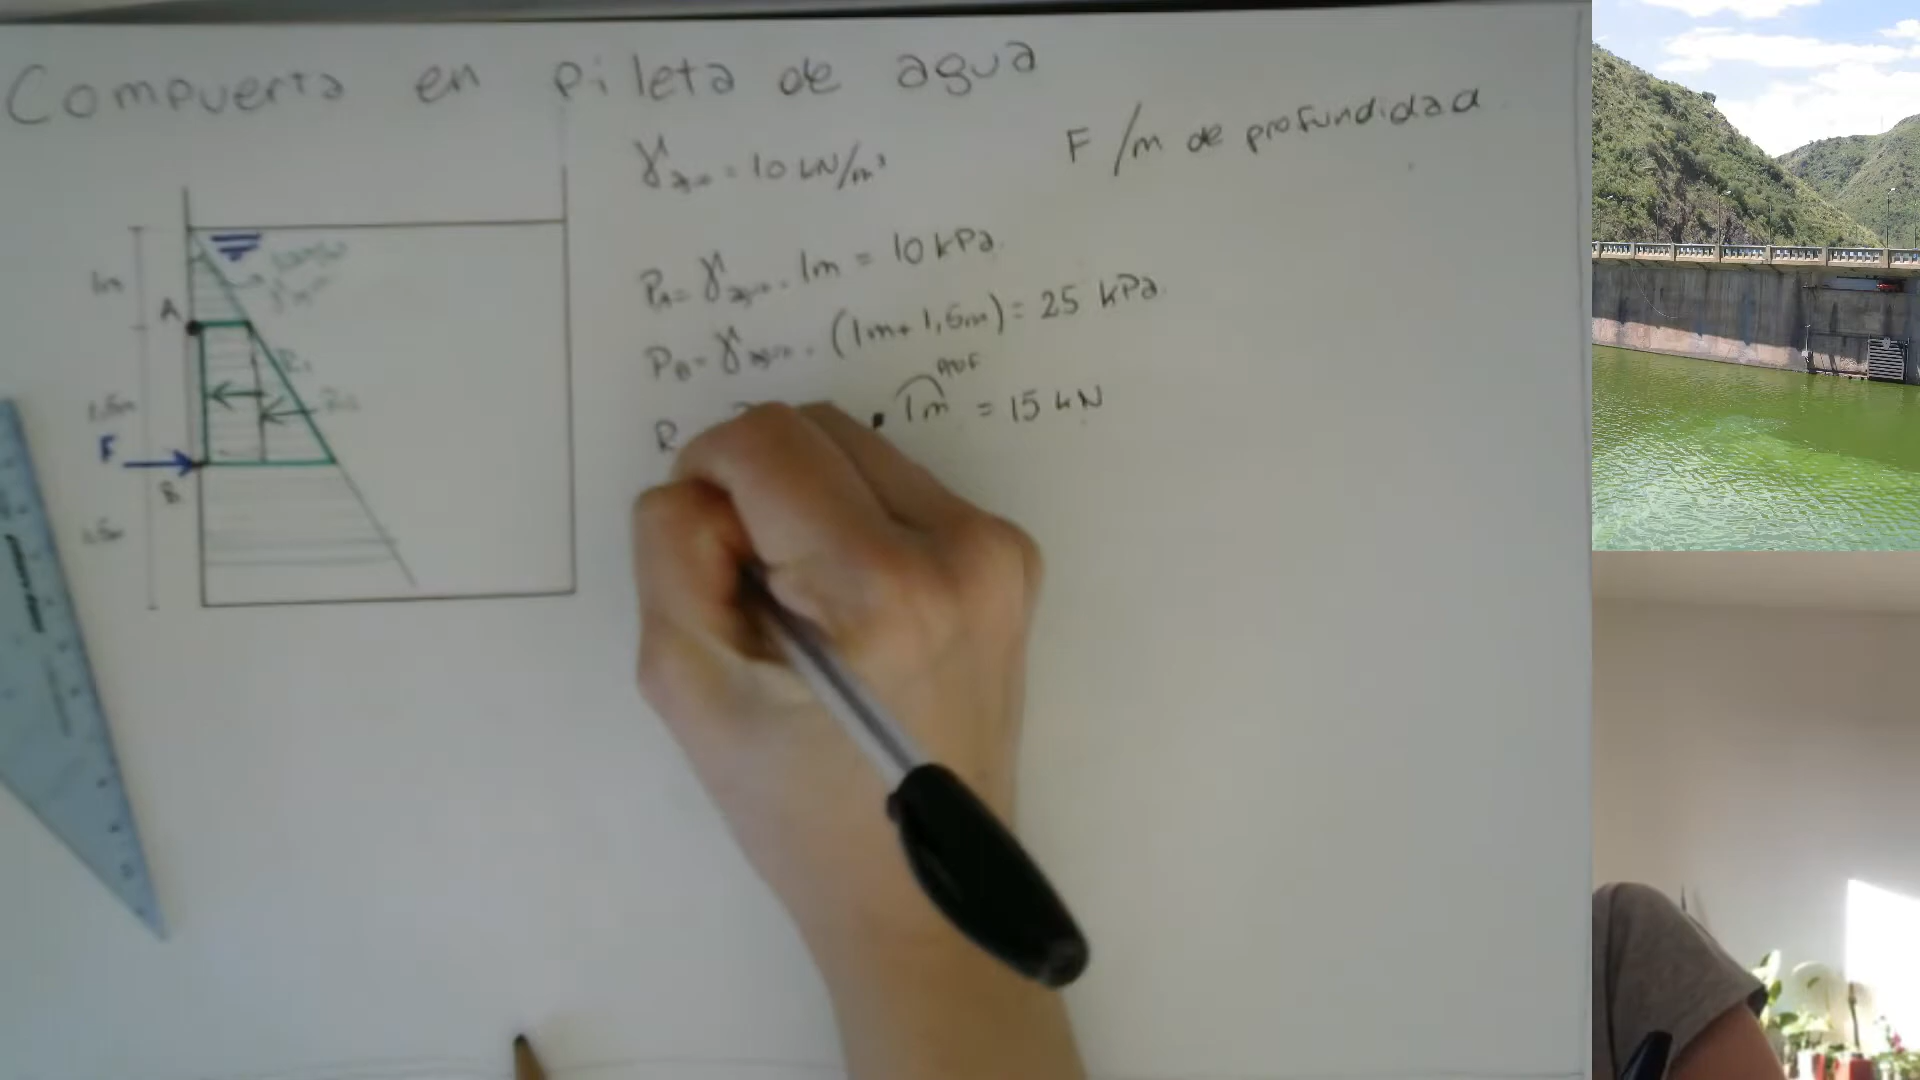 Compuerta en pileta de agua
F /m de profundidad
γagua = 10 kN/m³
PA = γagua . 1m = 10 kPa
PB = γagua . (1m + 1,5m) = 25 kPa
PROF
R . 1m = 15 kN
1m
A
1,5m
F
B
1,5m